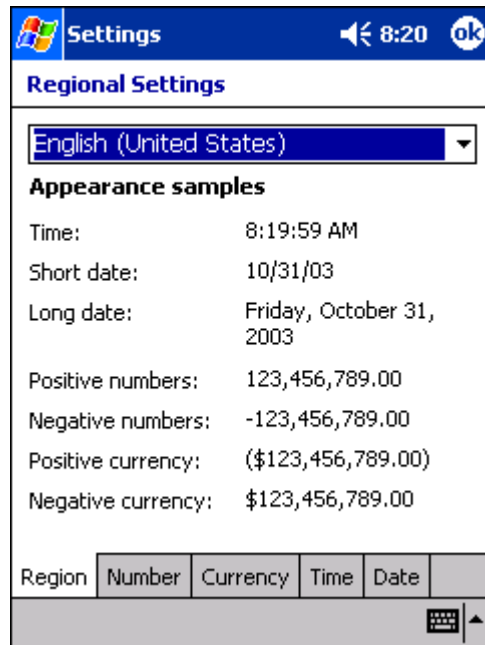 Settings 8:20 ok
Regional Settings
English (United States)
Appearance samples
Time: 8:19:59 AM
Short date: 10/31/03
Long date: Friday, October 31,
2003
Positive numbers: 123,456,789.00
Negative numbers: -123,456,789.00
Positive currency: ($123,456,789.00)
Negative currency: $123,456,789.00
Region Number Currency Time Date